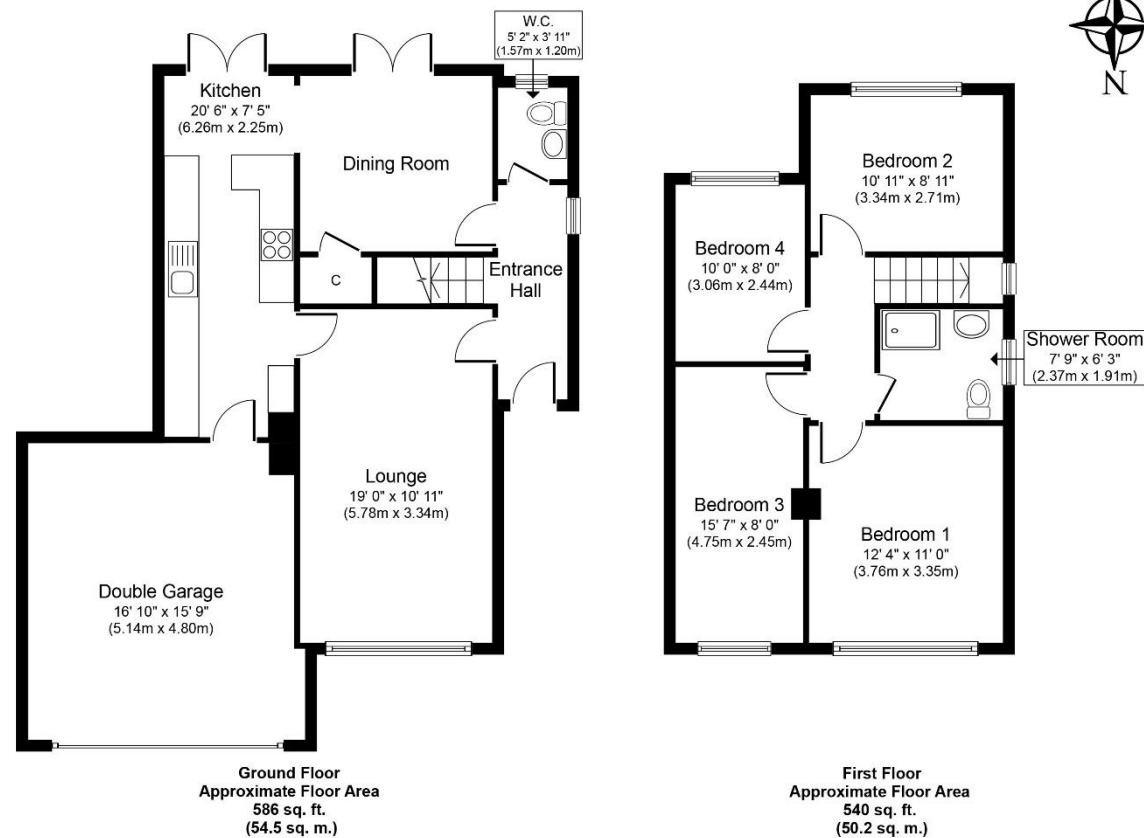 W.C.
5' 2" x 3' 11"
(1.57m x 1.20m)
N
Kitchen
20' 6" x 7' 5"
(6.26m x 2.25m)
Dining Room
C
Entrance
Hall
Lounge
19' 0" x 10' 11"
(5.78m x 3.34m)
Double Garage
16' 10" x 15' 9"
(5.14m x 4.80m)
Ground Floor
Approximate Floor Area
586 sq. ft.
(54.5 sq. m.)
Bedroom 2
10' 11" x 8' 11"
(3.34m x 2.71m)
Bedroom 4
10' 0" x 8' 0"
(3.06m x 2.44m)
Shower Room
7' 9" x 6' 3"
(2.37m x 1.91m)
Bedroom 3
15' 7" x 8' 0"
(4.75m x 2.45m)
Bedroom 1
12' 4" x 11' 0"
(3.76m x 3.35m)
First Floor
Approximate Floor Area
540 sq. ft.
(50.2 sq. m.)